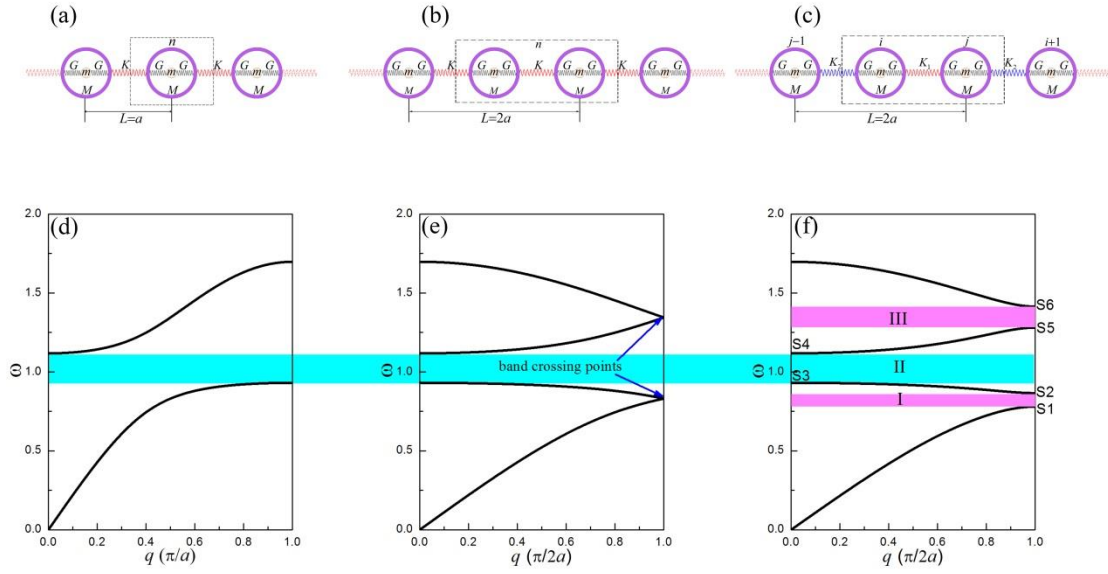 (a)
n
K K
G m G G m G G m G
M M M
L=a
(b)
n
K K K
G m G G m G G m G G m G
M M M M
L=2a
(c)
j−1 i j i+1
K₂ K₁ K₂
G m G G m G G m G G m G
M M M M
L=2a
(d)
2.0
1.5
1.0
0.5
0.0
Ω
0.0 0.2 0.4 0.6 0.8 1.0
q (π/a)
(e)
2.0
1.5
1.0
0.5
0.0
Ω
band crossing points
0.0 0.2 0.4 0.6 0.8 1.0
q (π/2a)
(f)
2.0
1.5
1.0
0.5
0.0
Ω
S6
III
S5
S4
II
S3
S2
I
S1
0.0 0.2 0.4 0.6 0.8 1.0
q (π/2a)